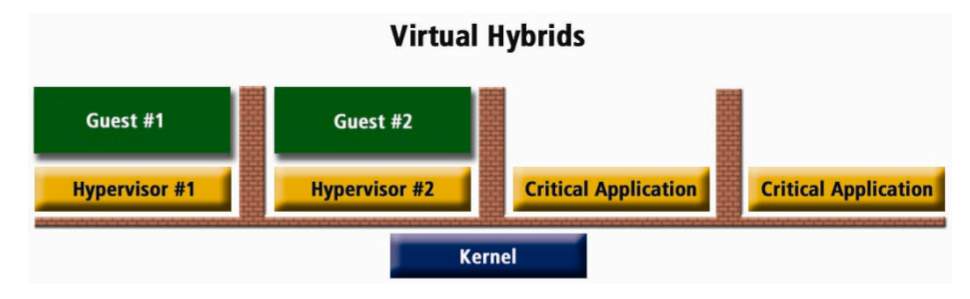 Virtual Hybrids
Guest #1
Guest #2
Hypervisor #1
Hypervisor #2
Critical Application
Critical Application
Kernel